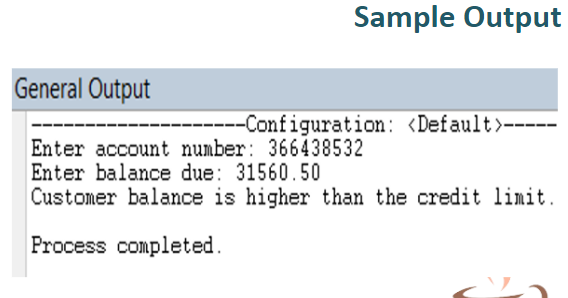 Sample Output
General Output
--------------------Configuration: <Default>-----
Enter account number: 366438532
Enter balance due: 31560.50
Customer balance is higher than the credit limit.
Process completed.